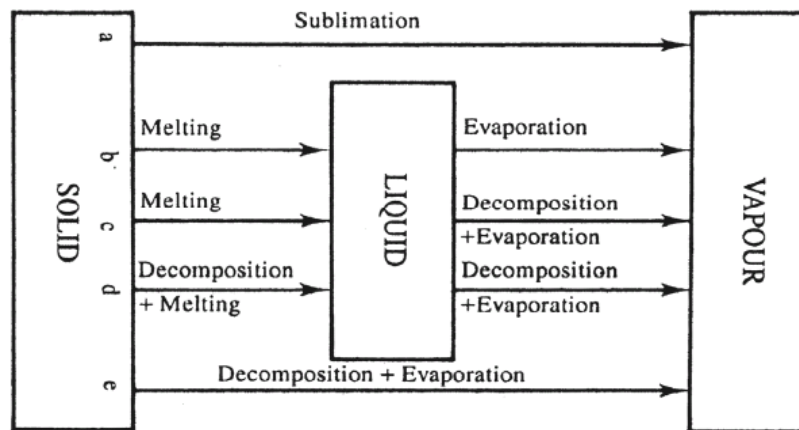 Sublimation
a
Melting
Evaporation
b
Melting
Decomposition
+Evaporation
c
Decomposition
+ Melting
Decomposition
+Evaporation
d
Decomposition + Evaporation
e
SOLID
LIQUID
VAPOUR